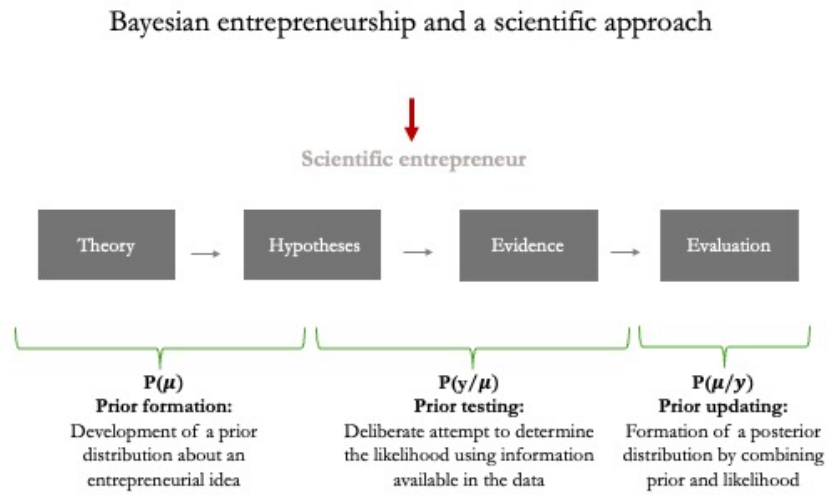 Bayesian entrepreneurship and a scientific approach
Scientific entrepreneur
Theory
Hypotheses
Evidence
Evaluation
P(μ)
Prior formation:
Development of a prior
distribution about an
entrepreneurial idea
P(y/μ)
Prior testing:
Deliberate attempt to determine
the likelihood using information
available in the data
P(μ/y)
Prior updating:
Formation of a posterior
distribution by combining
prior and likelihood